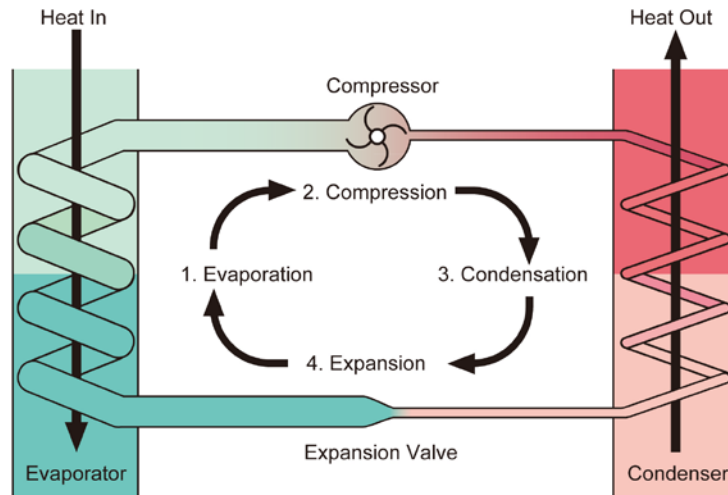 Heat In
Heat Out
Compressor
2. Compression
1. Evaporation
3. Condensation
4. Expansion
Expansion Valve
Evaporator
Condenser